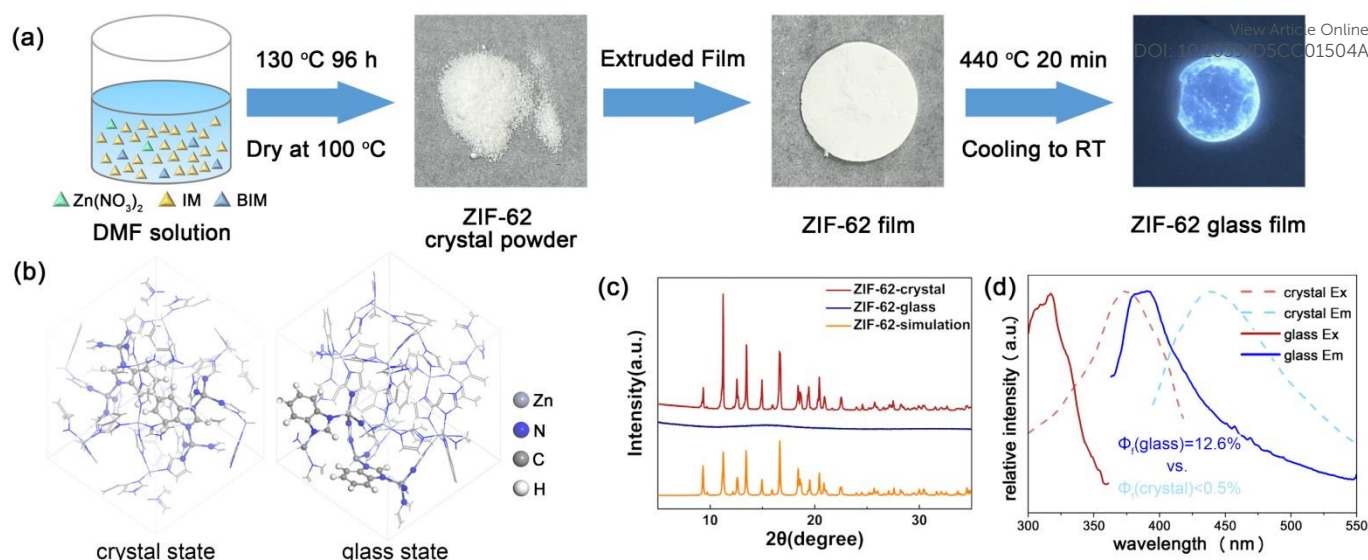 View Article Online
DOI: 10.1039/D5CC01504A
(a)
130 °C 96 h
Dry at 100 °C
Extruded Film
440 °C 20 min
Cooling to RT
Zn(NO3)2 IM BIM
DMF solution
ZIF-62
crystal powder
ZIF-62 film
ZIF-62 glass film
(b)
Zn
N
C
H
crystal state
glass state
(c)
Intensity(a.u.)
ZIF-62-crystal
ZIF-62-glass
ZIF-62-simulation
10 20 30
2θ(degree)
(d)
relative intensity ( a.u.)
crystal Ex
crystal Em
glass Ex
glass Em
Φf(glass)=12.6%
vs.
Φf(crystal)<0.5%
300 350 400 450 500 550
wavelength ( nm )